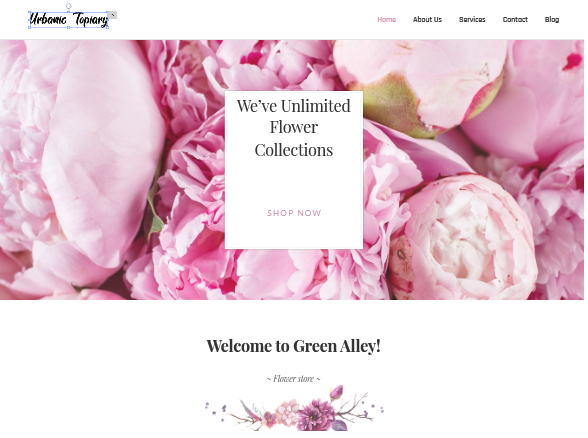 Urbanic Topiary
Home About Us Services Contact Blog
We've Unlimited
Flower
Collections
SHOP NOW
Welcome to Green Alley!
~ Flower store ~